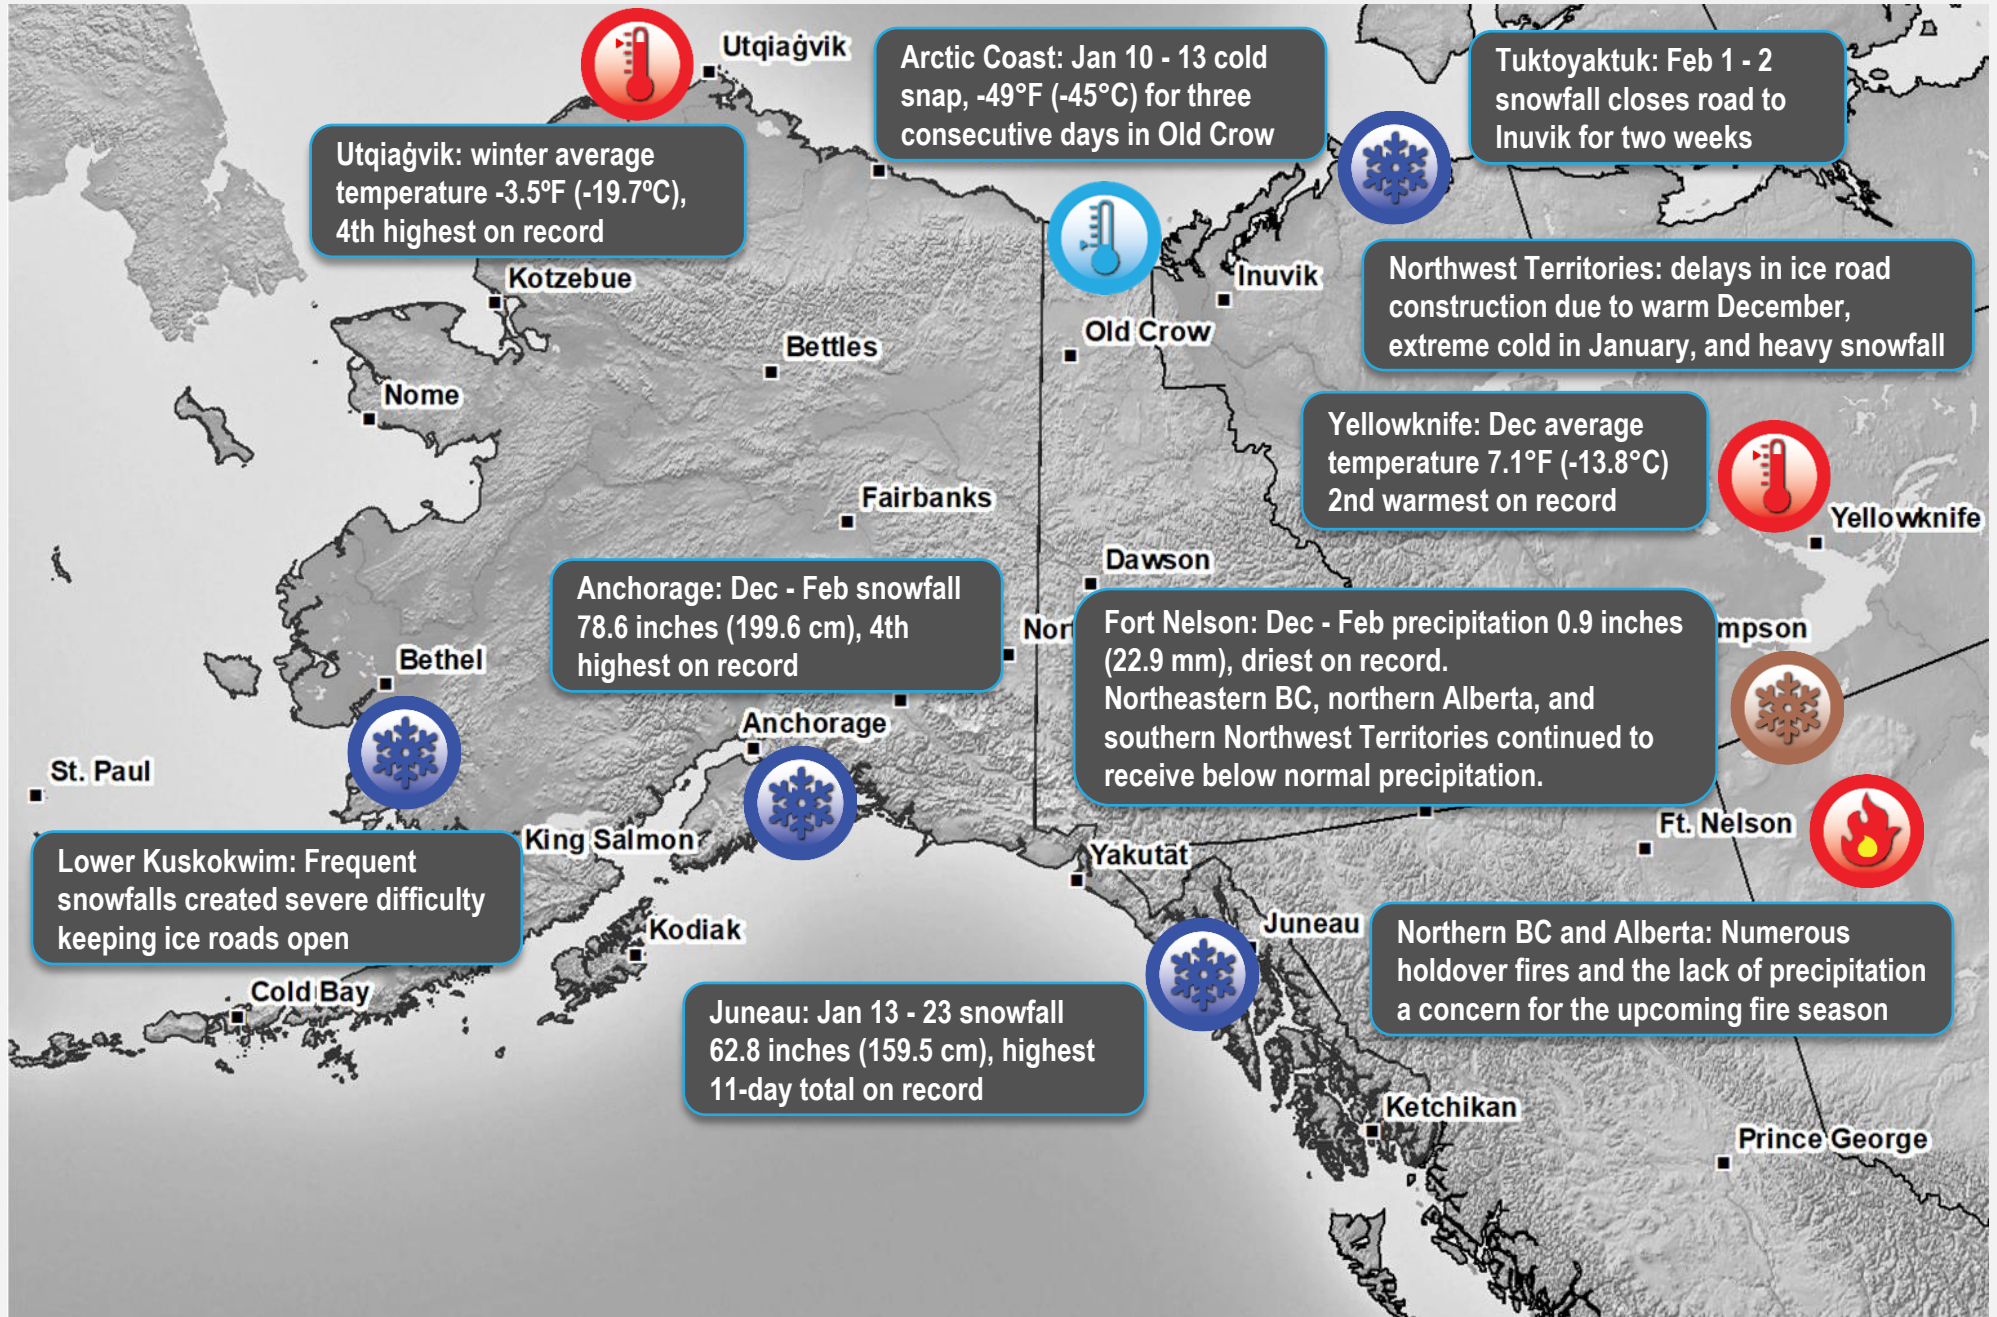 Utqiaġvik
Arctic Coast: Jan 10 - 13 cold
snap, -49°F (-45°C) for three
consecutive days in Old Crow
Tuktoyaktuk: Feb 1 - 2
snowfall closes road to
Inuvik for two weeks
Utqiaġvik: winter average
temperature -3.5ºF (-19.7ºC),
4th highest on record
Kotzebue
Inuvik
Northwest Territories: delays in ice road
construction due to warm December,
extreme cold in January, and heavy snowfall
Old Crow
Bettles
Nome
Yellowknife: Dec average
temperature 7.1°F (-13.8°C)
2nd warmest on record
Yellowknife
Fairbanks
Dawson
Anchorage: Dec - Feb snowfall
78.6 inches (199.6 cm), 4th
highest on record
Nor
Fort Nelson: Dec - Feb precipitation 0.9 inches
(22.9 mm), driest on record.
Northeastern BC, northern Alberta, and
southern Northwest Territories continued to
receive below normal precipitation.
mpson
Bethel
Anchorage
St. Paul
King Salmon
Yakutat
Ft. Nelson
Lower Kuskokwim: Frequent
snowfalls created severe difficulty
keeping ice roads open
Kodiak
Juneau
Northern BC and Alberta: Numerous
holdover fires and the lack of precipitation
a concern for the upcoming fire season
Cold Bay
Juneau: Jan 13 - 23 snowfall
62.8 inches (159.5 cm), highest
11-day total on record
Ketchikan
Prince George